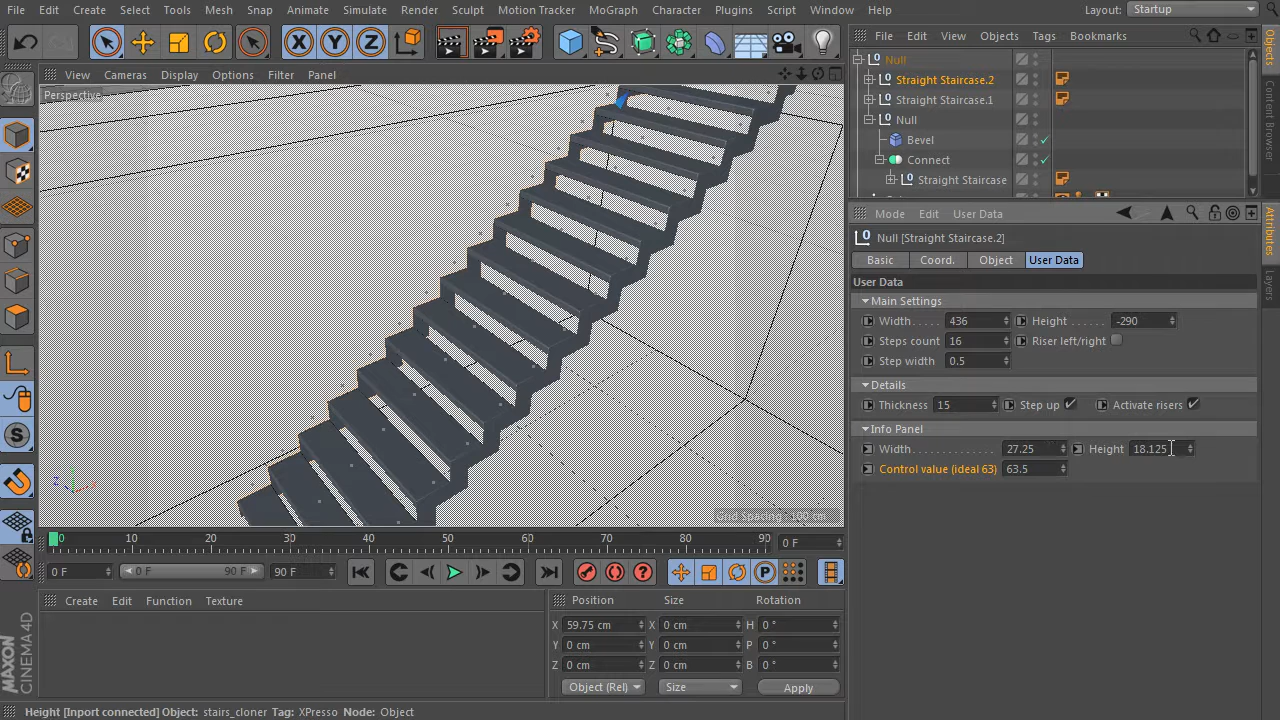 File Edit Create Select Tools Mesh Snap Animate Simulate Render Sculpt Motion Tracker MoGraph Character Plugins Script Window Help Layout: Startup
X Y Z
View Cameras Display Options Filter Panel
Perspective
Spacing : 100 cm
File Edit View Objects Tags Bookmarks
Null
Straight Staircase.2
Straight Staircase.1
Null
Bevel
Connect
Straight Staircase
Objects
Content Browser
Attributes
Layers
Mode Edit User Data
Null [Straight Staircase.2]
Basic Coord. Object User Data
User Data
Main Settings
Width 436 Height -290
Steps count 16 Riser left/right
Step width 0.5
Details
Thickness 15 Step up Activate risers
Info Panel
Width 27.25 Height 18.125
Control value (ideal 63) 63.5
0 10 20 30 40 50 60 70 80 90 0 F
0 F 0 F 90 F 90 F
Create Edit Function Texture
Position Size Rotation
X 59.75 cm X 0 cm H 0 °
Y 0 cm Y 0 cm P 0 °
Z 0 cm Z 0 cm B 0 °
Object (Rel) Size Apply
MAXON CINEMA 4D
Height [Inport connected] Object: stairs_cloner Tag: XPresso Node: Object